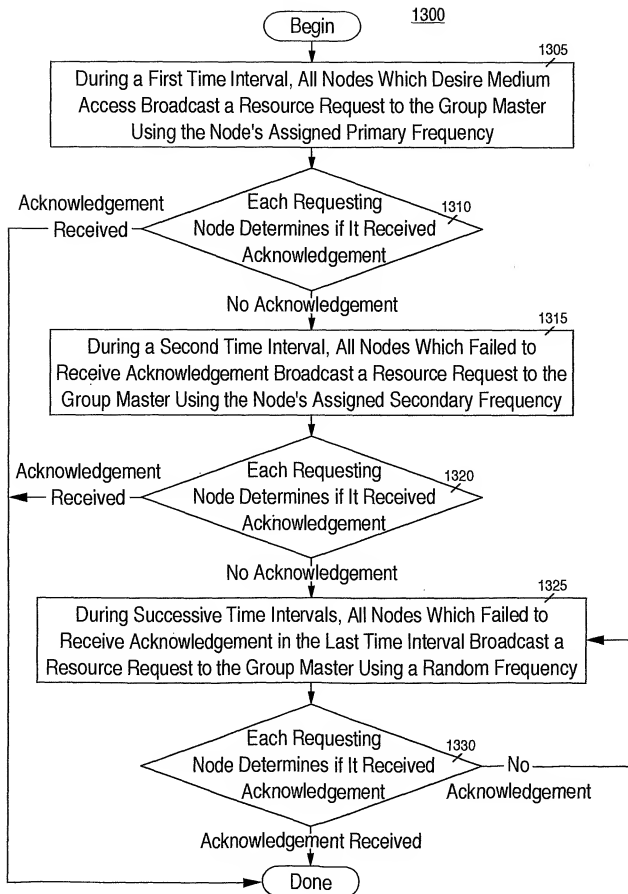 1300
Begin
1305
During a First Time Interval, All Nodes Which Desire Medium
Access Broadcast a Resource Request to the Group Master
Using the Node's Assigned Primary Frequency
Acknowledgement
Received
Each Requesting
Node Determines if It Received
Acknowledgement
1310
No Acknowledgement
1315
During a Second Time Interval, All Nodes Which Failed to
Receive Acknowledgement Broadcast a Resource Request to the
Group Master Using the Node's Assigned Secondary Frequency
Acknowledgement
Received
Each Requesting
Node Determines if It Received
Acknowledgement
1320
No Acknowledgement
1325
During Successive Time Intervals, All Nodes Which Failed to
Receive Acknowledgement in the Last Time Interval Broadcast a
Resource Request to the Group Master Using a Random Frequency
Each Requesting
Node Determines if It Received
Acknowledgement
1330
No
Acknowledgement
Acknowledgement Received
Done